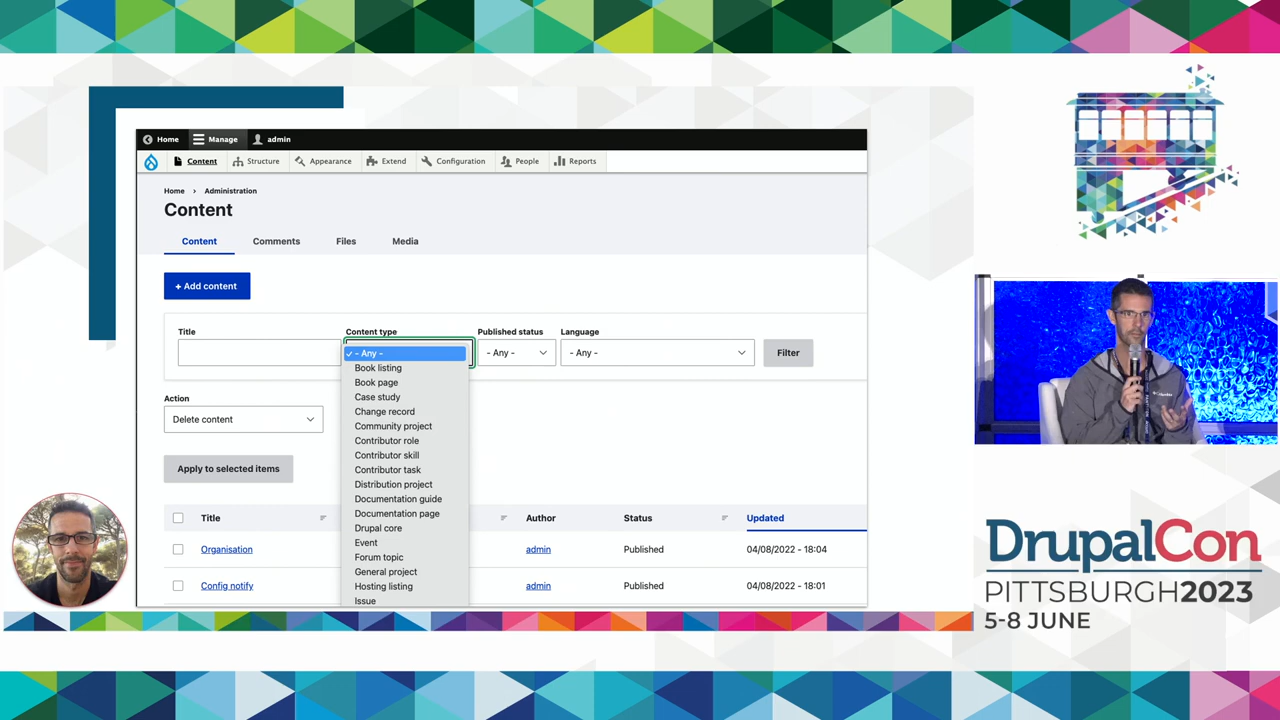 Home Manage admin
Content Structure Appearance Extend Configuration People Reports
Home › Administration
Content
Content Comments Files Media
+ Add content
Title Content type Published status Language
✓ - Any - - Any - - Any - Filter
Book listing
Book page
Case study
Change record
Community project
Contributor role
Contributor skill
Contributor task
Distribution project
Documentation guide
Documentation page
Drupal core
Event
Forum topic
General project
Hosting listing
Issue
Action
Delete content
Apply to selected items
Title Author Status Updated
Organisation admin Published 04/08/2022 - 18:04
Config notify admin Published 04/08/2022 - 18:01
Columbia
DrupalCon
PITTSBURGH2023
5-8 JUNE